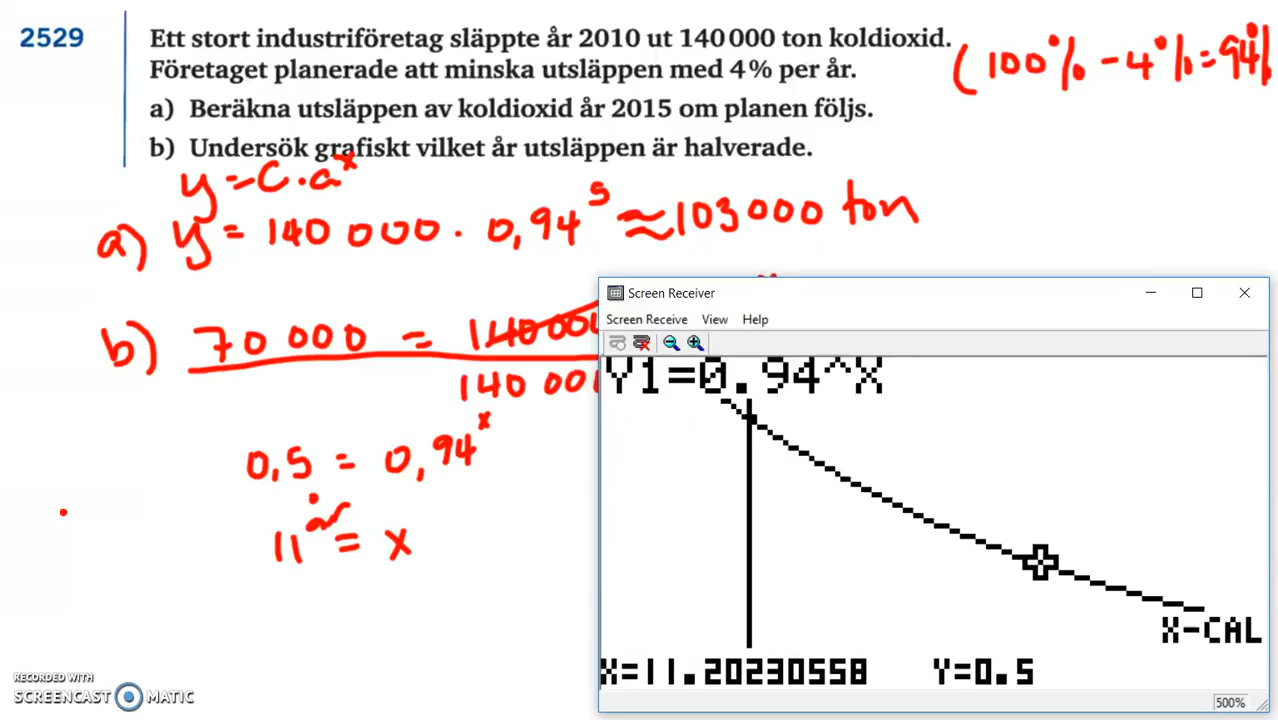 2529
Ett stort industriföretag släppte år 2010 ut 140 000 ton koldioxid.
Företaget planerade att minska utsläppen med 4 % per år.
(100% - 4% = 94%
a) Beräkna utsläppen av koldioxid år 2015 om planen följs.
b) Undersök grafiskt vilket år utsläppen är halverade.
y = C · a^x
a) y = 140 000 · 0,94^5 ≈ 103000 ton
b) 70 000 = 140 000
140 000
0,5 = 0,94^x
11 år = x
Screen Receiver
Screen Receive View Help
Y1=0.94^X
X-CAL
X=11.20230558 Y=0.5
500%
RECORDED WITH
SCREENCAST MATIC